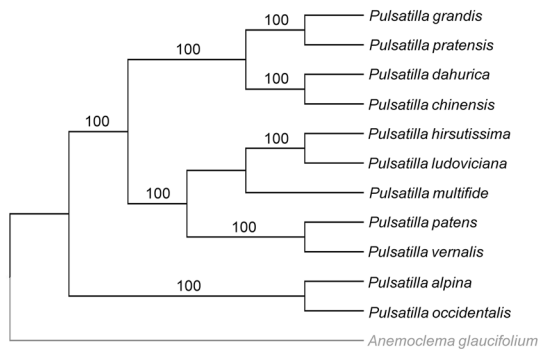 Pulsatilla grandis
100
100
Pulsatilla pratensis
100
Pulsatilla dahurica
Pulsatilla chinensis
100
100
Pulsatilla hirsutissima
Pulsatilla ludoviciana
100
Pulsatilla multifide
Pulsatilla patens
100
Pulsatilla vernalis
Pulsatilla alpina
100
Pulsatilla occidentalis
Anemoclema glaucifolium